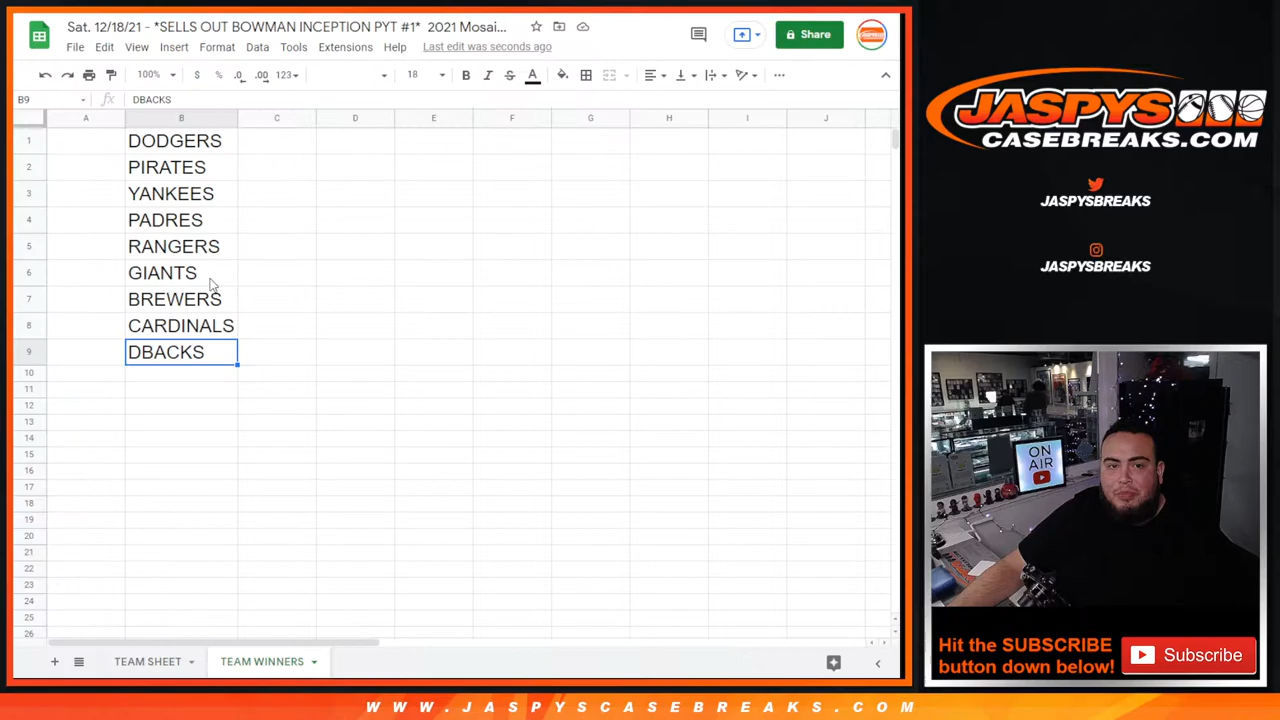 Sat. 12/18/21 - *SELLS OUT BOWMAN INCEPTION PYT #1* 2021 Mosai...
File Edit View Insert Format Data Tools Extensions Help Last edit was seconds ago
Share
100% $ % .0 .00 123 18 B I S A
B9 fx DBACKS
A B C D E F G H I J
1 DODGERS
2 PIRATES
3 YANKEES
4 PADRES
5 RANGERS
6 GIANTS
7 BREWERS
8 CARDINALS
9 DBACKS
10
11
12
13
14
15
16
17
18
19
20
21
22
23
24
25
26
+ TEAM SHEET TEAM WINNERS
JASPYS
CASEBREAKS.COM
JASPYSBREAKS
JASPYSBREAKS
ON
AIR
Hit the SUBSCRIBE
button down below!
Subscribe
WWW.JASPYSCASEBREAKS.COM